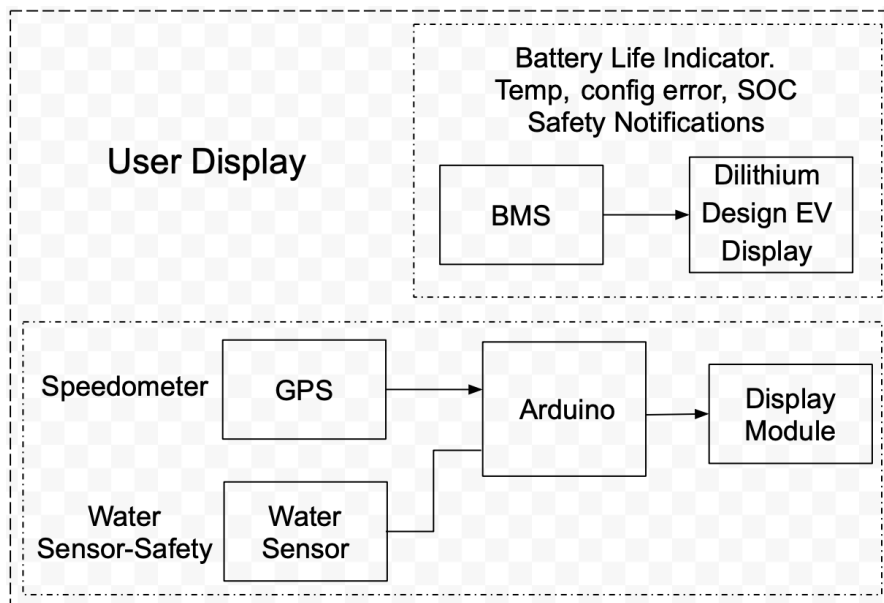 User Display
Battery Life Indicator.
Temp, config error, SOC
Safety Notifications
BMS
Dilithium
Design EV
Display
Speedometer
GPS
Arduino
Display
Module
Water
Sensor-Safety
Water
Sensor